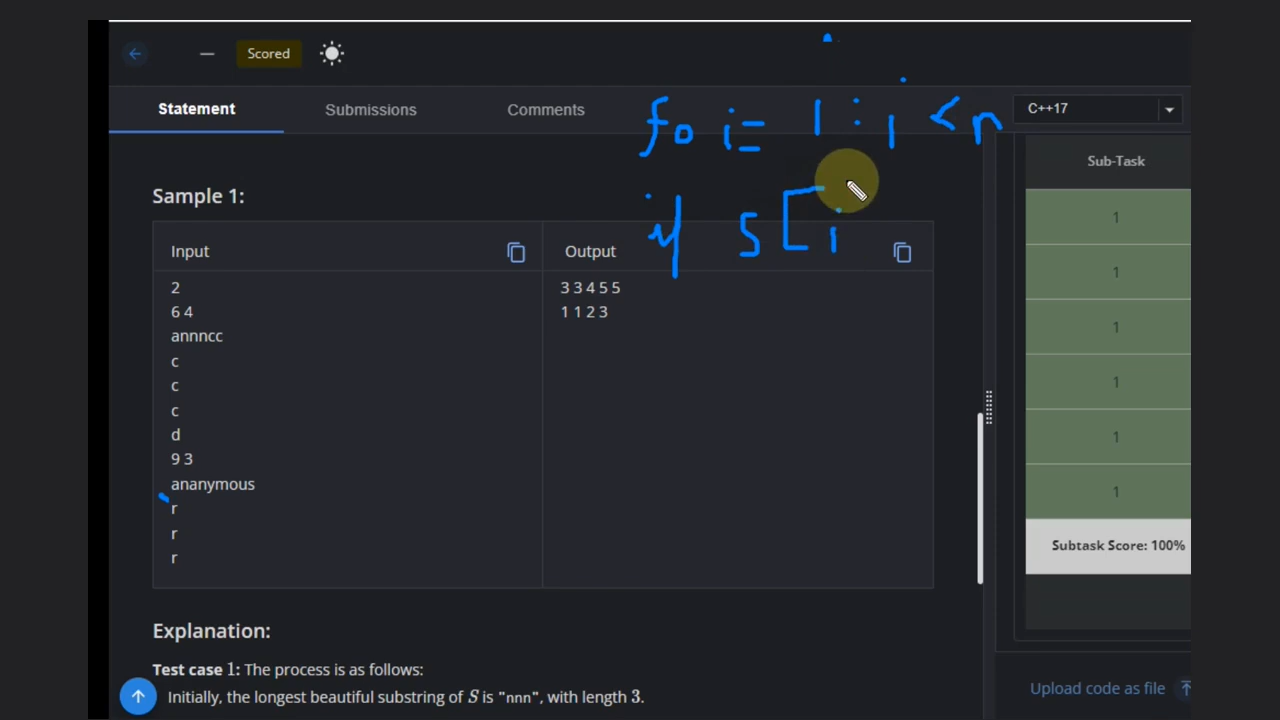 Scored
Statement
Submissions
Comments
C++17
fo i = 1 : i < n
if s[i
Sub-Task
Sample 1:
Input
Output
2
6 4
annncc
c
c
c
d
9 3
ananymous
r
r
r
3 3 4 5 5
1 1 2 3
1
1
1
1
1
1
Subtask Score: 100%
Explanation:
Test case 1: The process is as follows:
Initially, the longest beautiful substring of S is "nnn", with length 3.
Upload code as file